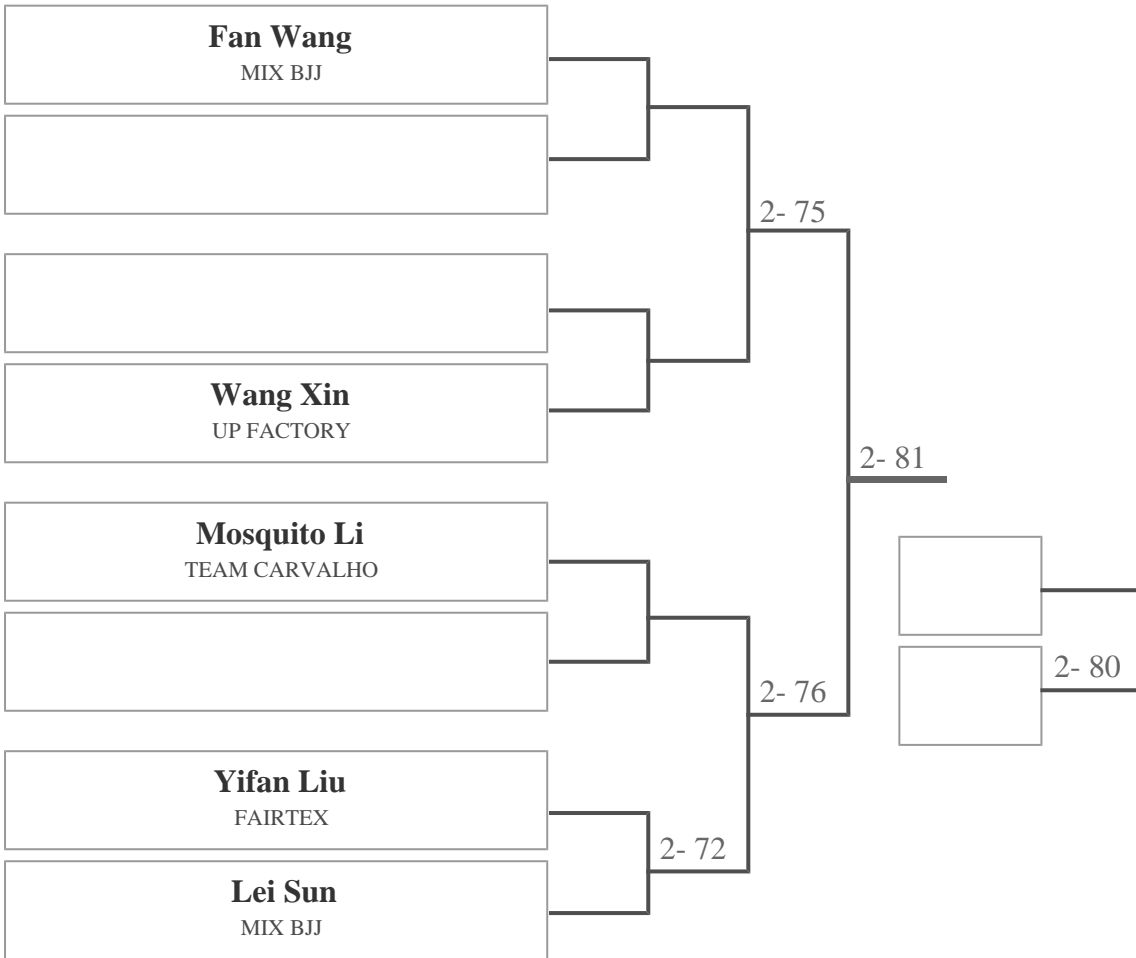 Fan Wang
MIX BJJ
2- 75
Wang Xin
UP FACTORY
2- 81
Mosquito Li
TEAM CARVALHO
2- 80
2- 76
Yifan Liu
FAIRTEX
2- 72
Lei Sun
MIX BJJ